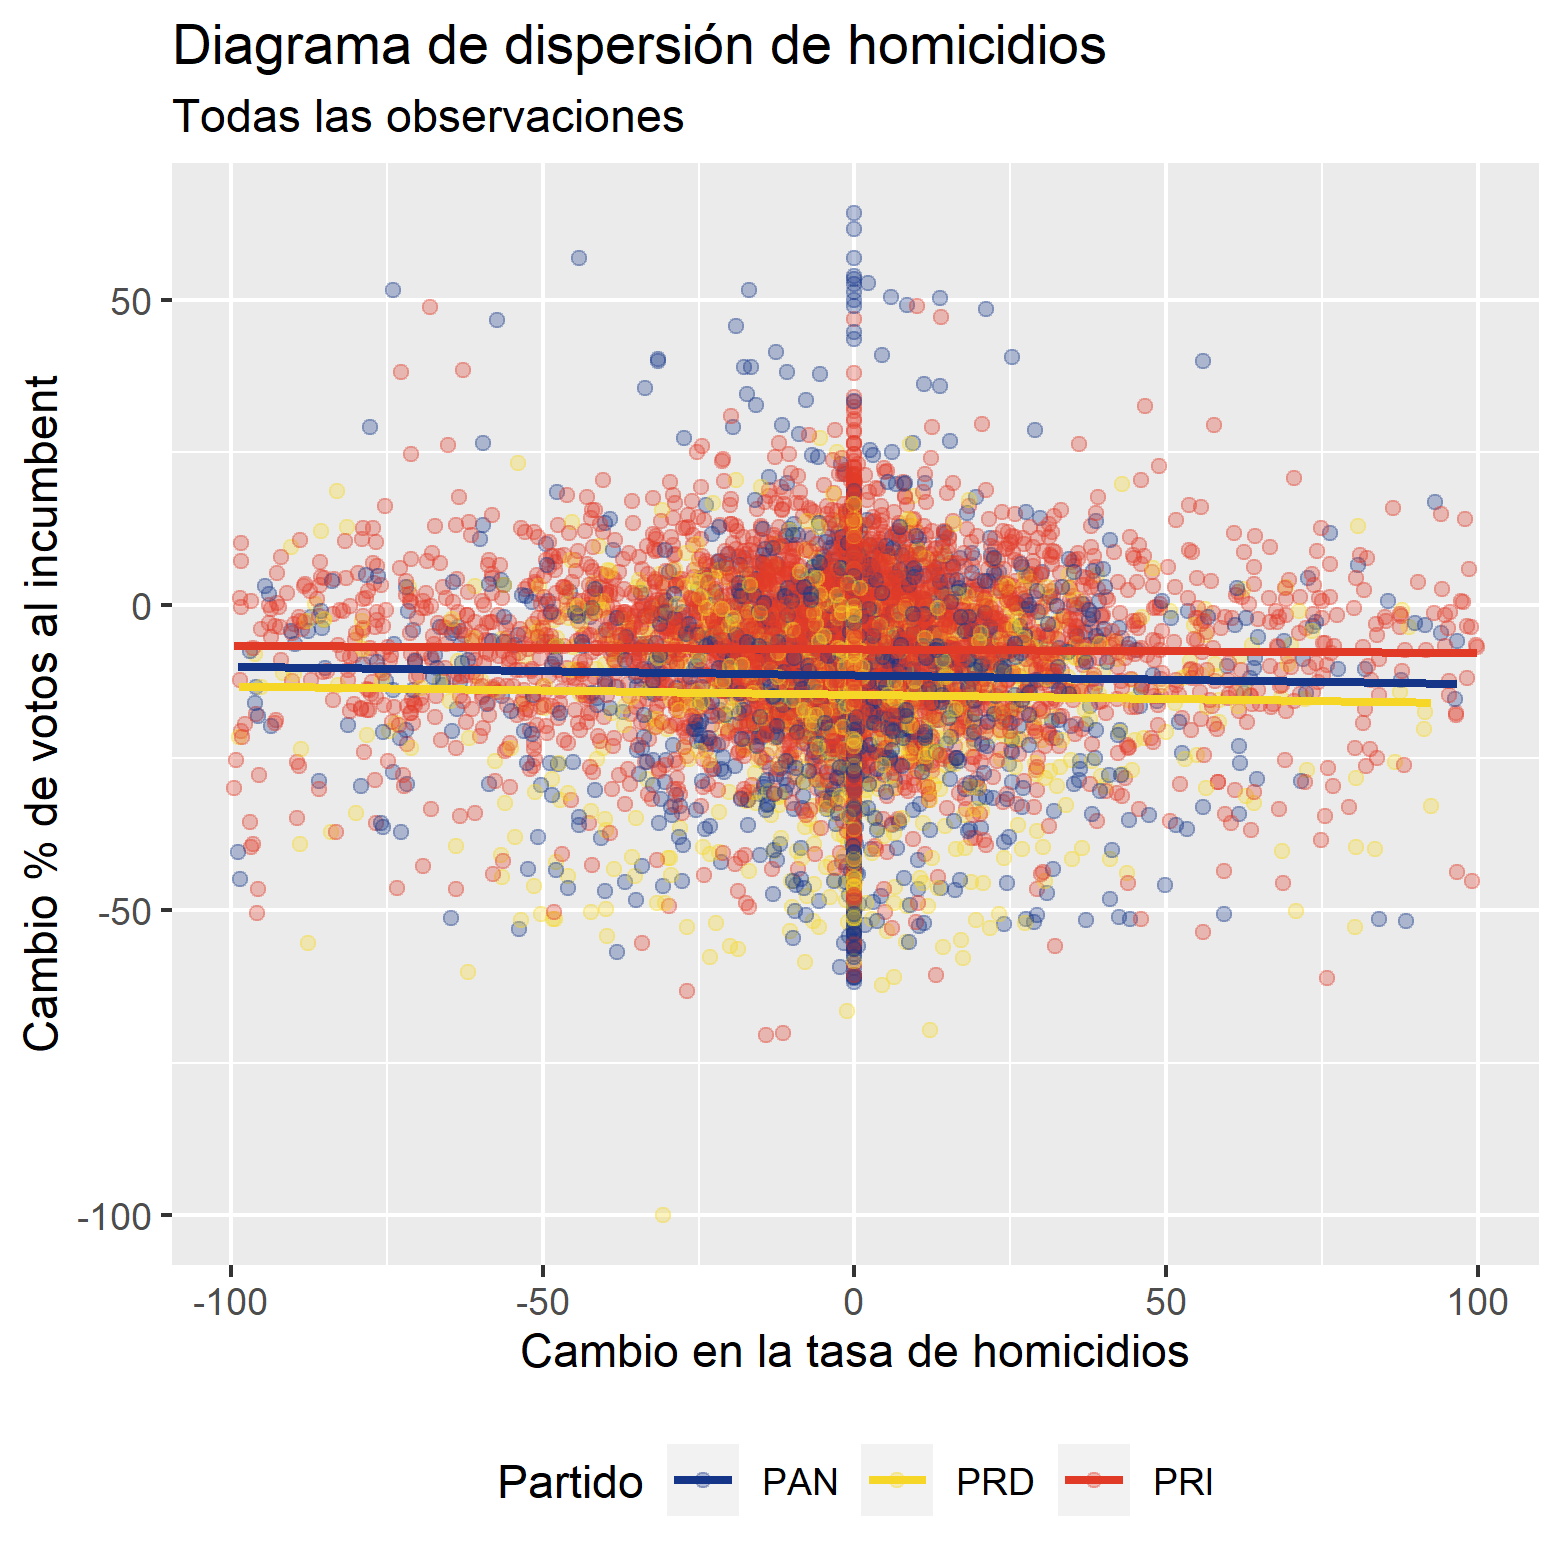 Diagrama de dispersión de homicidios
Todas las observaciones
Cambio % de votos al incumbent
50
0
-50
-100
-100 -50 0 50 100
Cambio en la tasa de homicidios
Partido PAN PRD PRI